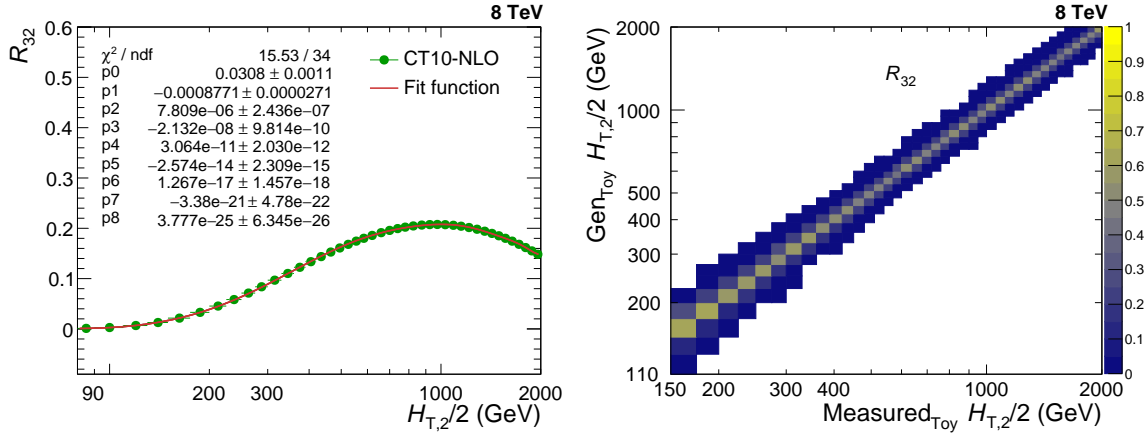 8 TeV
R32
0.6
0.5
0.4
0.3
0.2
0.1
0
χ² / ndf 15.53 / 34
p0 0.0308 ± 0.0011
p1 −0.0008771 ± 0.0000271
p2 7.809e−06 ± 2.436e−07
p3 −2.132e−08 ± 9.814e−10
p4 3.064e−11 ± 2.030e−12
p5 −2.574e−14 ± 2.309e−15
p6 1.267e−17 ± 1.457e−18
p7 −3.38e−21 ± 4.78e−22
p8 3.777e−25 ± 6.345e−26
CT10-NLO
Fit function
90 200 300 1000 2000
HT,2/2 (GeV)
8 TeV
GenToy HT,2/2 (GeV)
2000
1000
500
400
300
200
110
R32
1
0.9
0.8
0.7
0.6
0.5
0.4
0.3
0.2
0.1
0
150 200 300 400 1000 2000
MeasuredToy HT,2/2 (GeV)